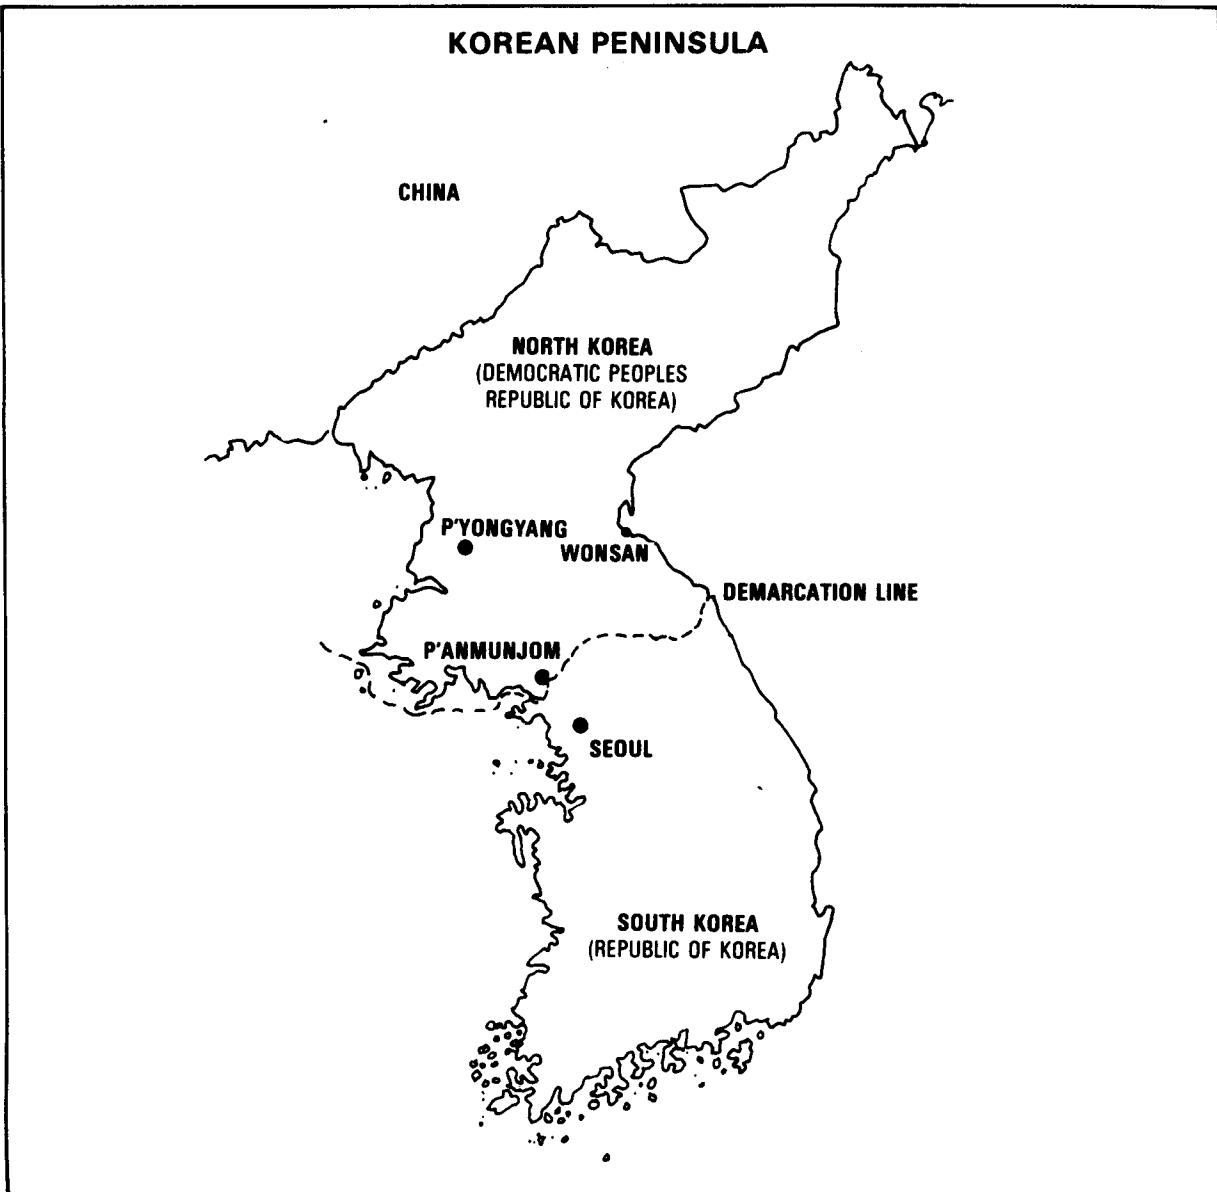 KOREAN PENINSULA
CHINA
NORTH KOREA
(DEMOCRATIC PEOPLES
REPUBLIC OF KOREA)
P'YONGYANG
WONSAN
DEMARCATION LINE
P'ANMUNJOM
SEOUL
SOUTH KOREA
(REPUBLIC OF KOREA)